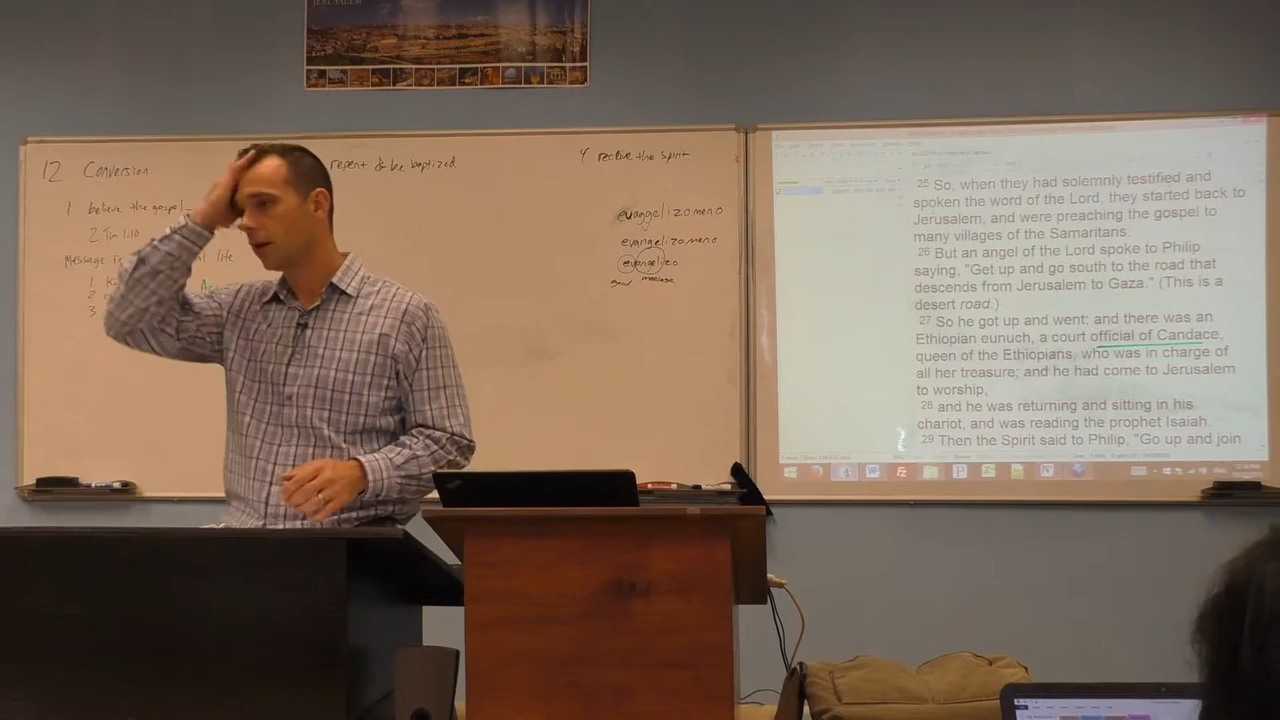 JERUSALEM
12 Conversion
repent & be baptized
4 receive the spirit
1 believe the gospel
2 Tim 1:10
Message
life
1
2
3
evaggelizomeno
evangelizomeno
evangelizo
good message
25 So, when they had solemnly testified and
spoken the word of the Lord, they started back to
Jerusalem, and were preaching the gospel to
many villages of the Samaritans.
26 But an angel of the Lord spoke to Philip
saying, "Get up and go south to the road that
descends from Jerusalem to Gaza." (This is a
desert road.)
27 So he got up and went; and there was an
Ethiopian eunuch, a court official of Candace,
queen of the Ethiopians, who was in charge of
all her treasure; and he had come to Jerusalem
to worship,
28 and he was returning and sitting in his
chariot, and was reading the prophet Isaiah.
29 Then the Spirit said to Philip, "Go up and join